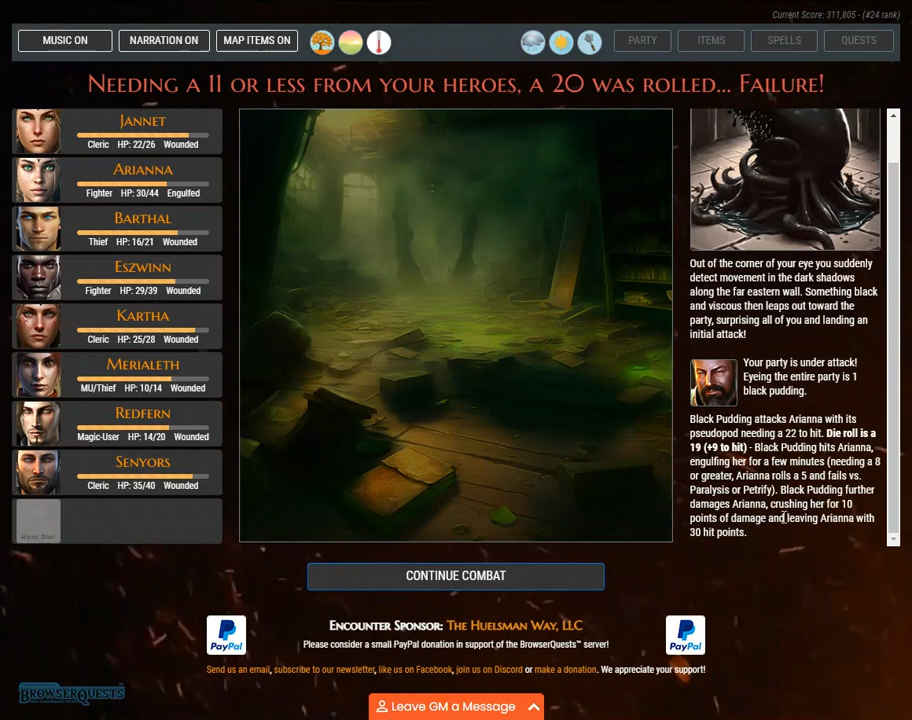 Current Score: 311,805 - (#24 rank)
MUSIC ON
NARRATION ON
MAP ITEMS ON
PARTY
ITEMS
SPELLS
QUESTS
Needing a 11 or less from your heroes, a 20 was rolled... Failure!
Jannet
Cleric HP: 22/26 Wounded
Arianna
Fighter HP: 30/44 Engulfed
Barthal
Thief HP: 16/21 Wounded
Eszwinn
Fighter HP: 29/39 Wounded
Kartha
Cleric HP: 25/28 Wounded
Merialeth
MU/Thief HP: 10/14 Wounded
Redfern
Magic-User HP: 14/20 Wounded
Senyors
Cleric HP: 35/40 Wounded
Hero Slot
Out of the corner of your eye you suddenly
detect movement in the dark shadows
along the far eastern wall. Something black
and viscous then leaps out toward the
party, surprising all of you and landing an
initial attack!
Your party is under attack!
Eyeing the entire party is 1
black pudding.
Black Pudding attacks Arianna with its
pseudopod needing a 22 to hit. Die roll is a
19 (+9 to hit) - Black Pudding hits Arianna,
engulfing her for a few minutes (needing a 8
or greater, Arianna rolls a 5 and fails vs.
Paralysis or Petrify). Black Pudding further
damages Arianna, crushing her for 10
points of damage and leaving Arianna with
30 hit points.
CONTINUE COMBAT
PayPal
Encounter Sponsor: The Huelsman Way, LLC
Please consider a small PayPal donation in support of the BrowserQuests™ server!
PayPal
Send us an email, subscribe to our newsletter, like us on Facebook, join us on Discord or make a donation. We appreciate your support!
BrowserQuests
Leave GM a Message